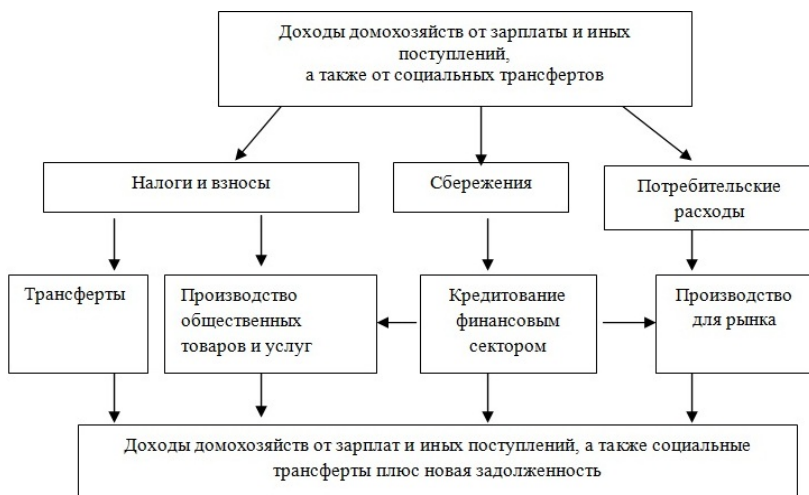 Доходы домохозяйств от зарплаты и иных
поступлений,
а также от социальных трансфертов
Налоги и взносы
Сбережения
Потребительские
расходы
Трансферты
Производство
общественных
товаров и услуг
Кредитование
финансовым
сектором
Производство
для рынка
Доходы домохозяйств от зарплат и иных поступлений, а также социальные
трансферты плюс новая задолженность